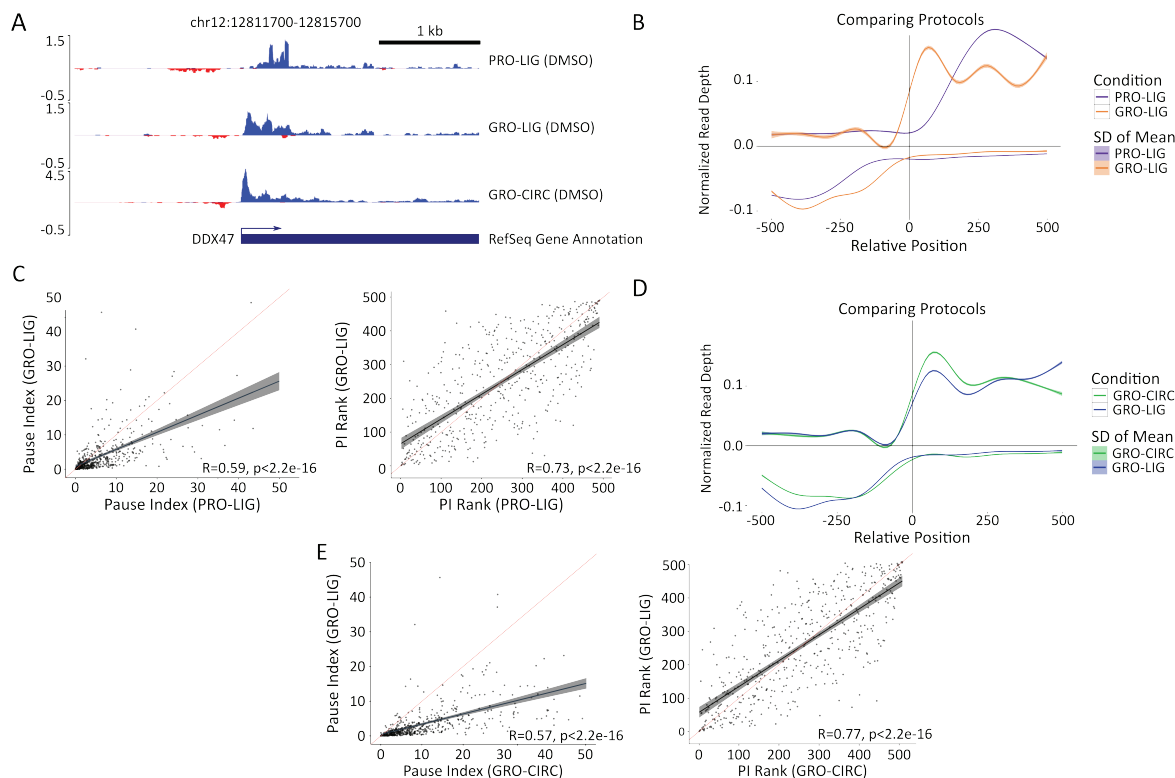 A
chr12:12811700-12815700
1 kb
1.5
-0.5
PRO-LIG (DMSO)
1.5
-0.5
GRO-LIG (DMSO)
4.5
-0.5
GRO-CIRC (DMSO)
DDX47
RefSeq Gene Annotation
B
Comparing Protocols
Normalized Read Depth
0.1
0.0
-0.1
-500
-250
0
250
500
Relative Position
Condition
PRO-LIG
GRO-LIG
SD of Mean
PRO-LIG
GRO-LIG
C
Pause Index (GRO-LIG)
50
40
30
20
10
0
R=0.59, p<2.2e-16
0 10 20 30 40 50
Pause Index (PRO-LIG)
PI Rank (GRO-LIG)
500
400
300
200
100
0
R=0.73, p<2.2e-16
0 100 200 300 400 500
PI Rank (PRO-LIG)
D
Comparing Protocols
Normalized Read Depth
0.1
0.0
-0.1
-500 -250 0 250 500
Relative Position
Condition
GRO-CIRC
GRO-LIG
SD of Mean
GRO-CIRC
GRO-LIG
E
Pause Index (GRO-LIG)
50
40
30
20
10
0
R=0.57, p<2.2e-16
0 10 20 30 40 50
Pause Index (GRO-CIRC)
PI Rank (GRO-LIG)
500
400
300
200
100
0
R=0.77, p<2.2e-16
0 100 200 300 400 500
PI Rank (GRO-CIRC)